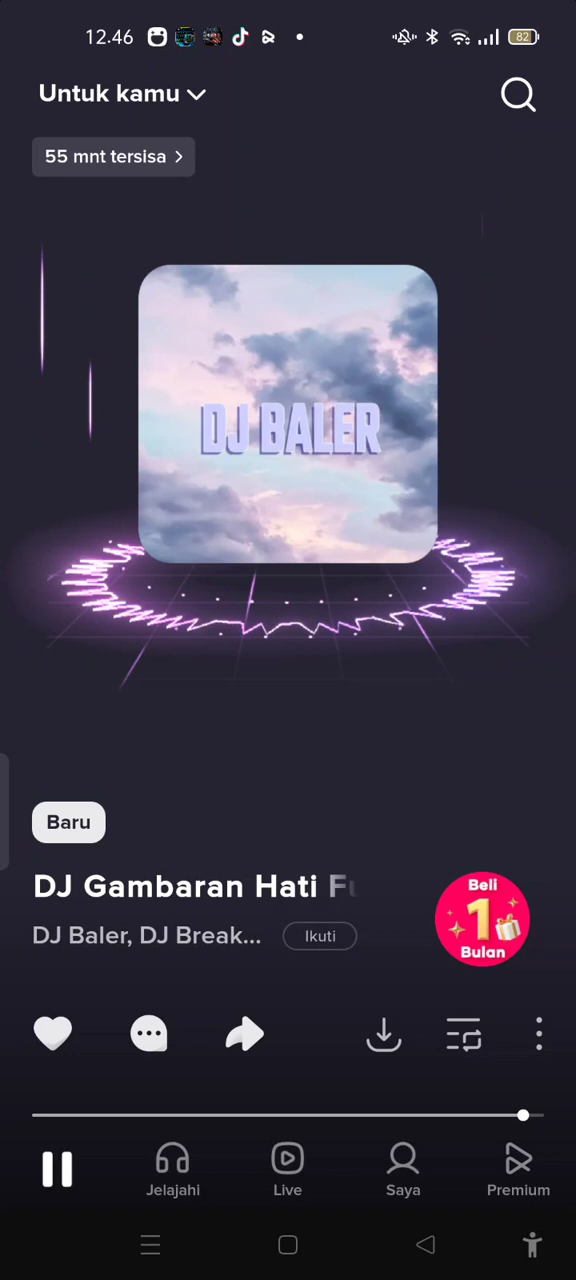 12.46
82
Untuk kamu
55 mnt tersisa
DJ BALER
Baru
DJ Gambaran Hati
DJ Baler, DJ Break...
Ikuti
Beli
1
Bulan
Jelajahi
Live
Saya
Premium